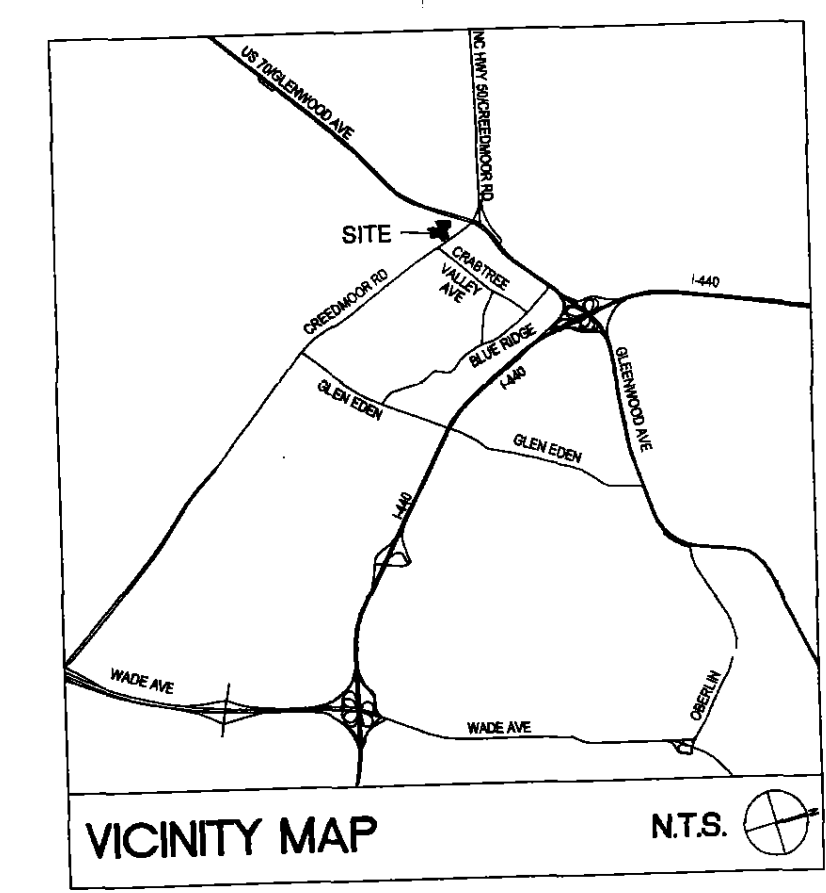 US 70/GLENWOOD AVE
NC HWY 50/CREEDMOOR RD
SITE
CRABTREE
VALLEY
AVE
CREEDMOOR RD
I-440
BLUE RIDGE
I-440
GLEENWOOD AVE
GLEN EDEN
GLEN EDEN
I-440
WADE AVE
OBERLIN
WADE AVE
VICINITY MAP
N.T.S.
N